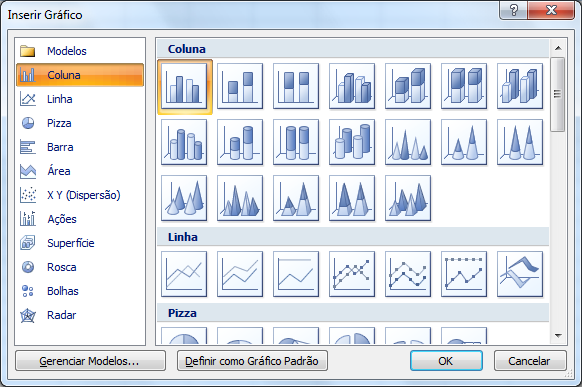 Inserir Gráfico
Modelos
Coluna
Linha
Pizza
Barra
Área
X Y (Dispersão)
Ações
Superfície
Rosca
Bolhas
Radar
Coluna
Linha
Pizza
Gerenciar Modelos...
Definir como Gráfico Padrão
OK
Cancelar